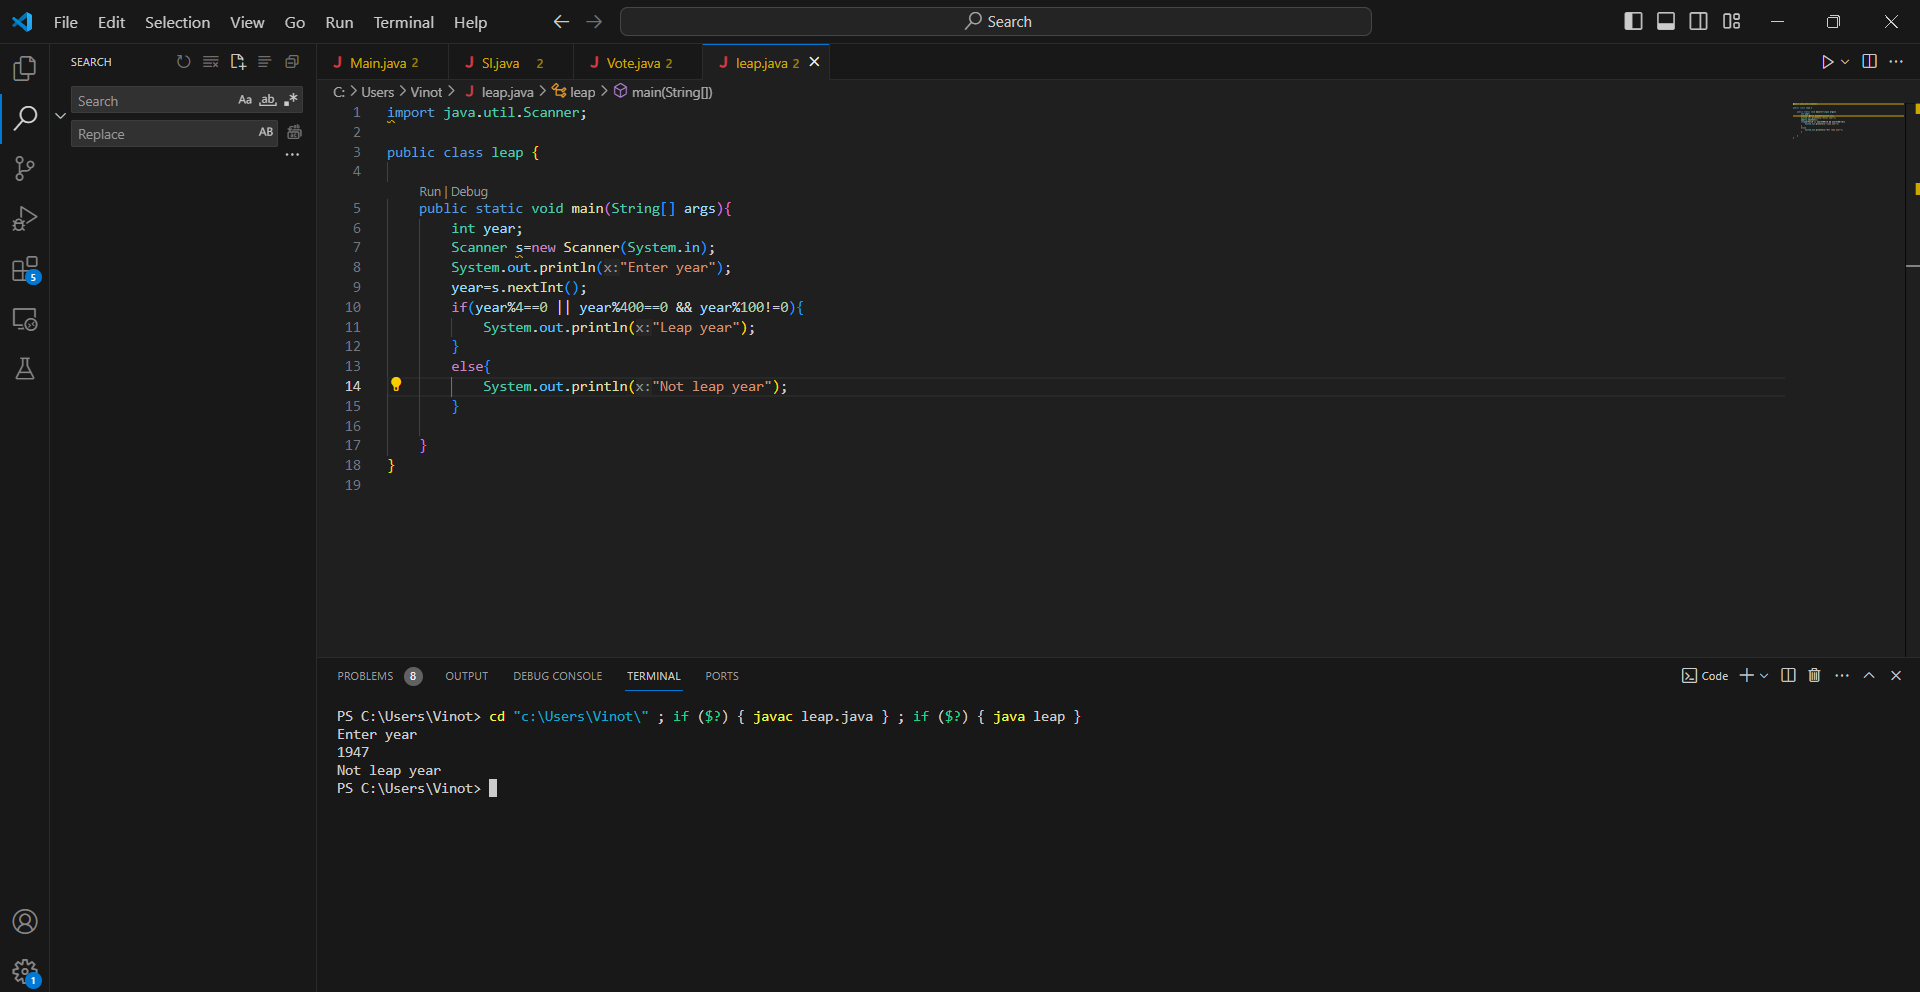 File Edit Selection View Go Run Terminal Help Search
SEARCH
Search Aa ab
Replace AB
5
1
Main.java 2 SI.java 2 Vote.java 2 leap.java 2
C: > Users > Vinot > leap.java > leap > main(String[])
1 import java.util.Scanner;
2
3 public class leap {
4
Run | Debug
5 public static void main(String[] args){
6 int year;
7 Scanner s=new Scanner(System.in);
8 System.out.println(x:"Enter year");
9 year=s.nextInt();
10 if(year%4==0 || year%400==0 && year%100!=0){
11 System.out.println(x:"Leap year");
12 }
13 else{
14 System.out.println(x:"Not leap year");
15 }
16
17 }
18 }
19
PROBLEMS 8 OUTPUT DEBUG CONSOLE TERMINAL PORTS Code
PS C:\Users\Vinot> cd "c:\Users\Vinot\" ; if ($?) { javac leap.java } ; if ($?) { java leap }
Enter year
1947
Not leap year
PS C:\Users\Vinot>